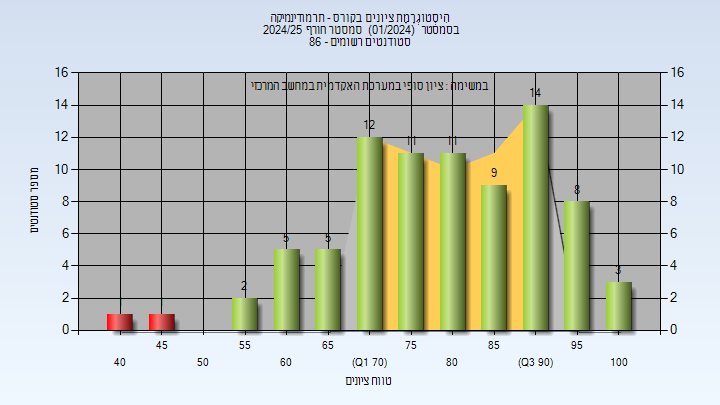 היסטוגרמת ציונים בקורס - תרמודינמיקה
בסמסטר (01/2024) סמסטר חורף 2024/25
סטודנטים רשומים - 86
במשימה : ציון סופי במערכת האקדמית במחשב המרכזי
מספר סטודנטים
16 14 12 10 8 6 4 2 0
2 5 5 12 11 11 9 14 8 3
16 14 12 10 8 6 4 2 0
45 55 65 75 85 95
40 50 60 (Q1 70) 80 (Q3 90) 100
טווח ציונים